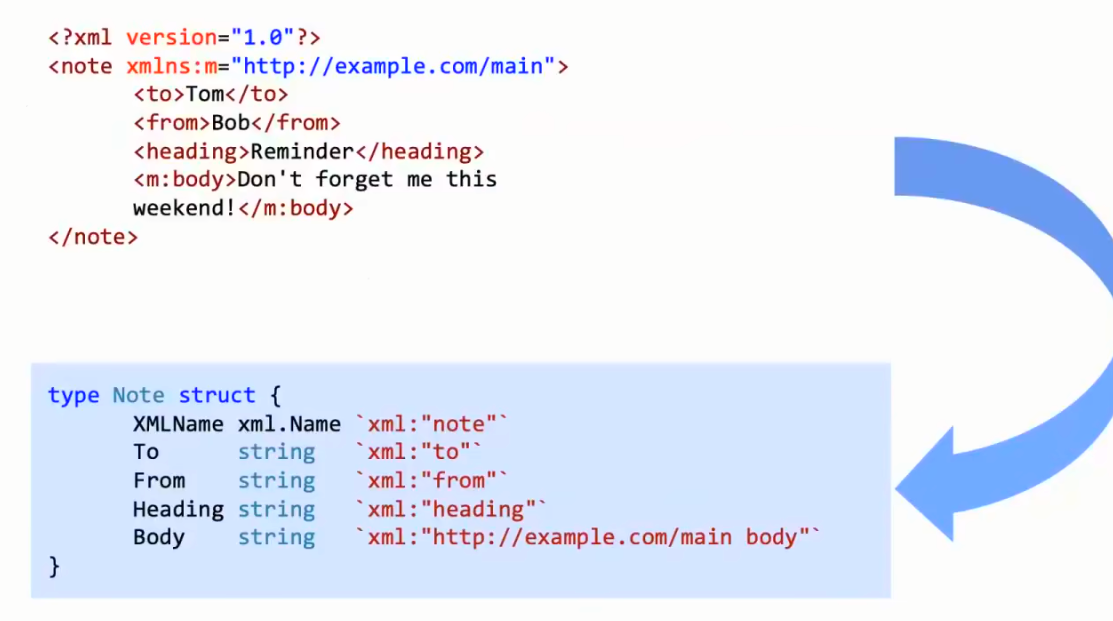 <?xml version="1.0"?>
<note xmlns:m="http://example.com/main">
<to>Tom</to>
<from>Bob</from>
<heading>Reminder</heading>
<m:body>Don't forget me this
weekend!</m:body>
</note>
type Note struct {
XMLName xml.Name `xml:"note"`
To string `xml:"to"`
From string `xml:"from"`
Heading string `xml:"heading"`
Body string `xml:"http://example.com/main body"`
}